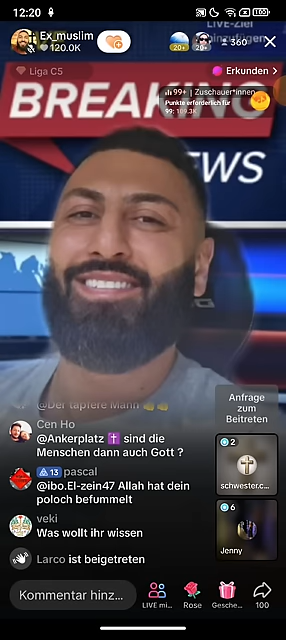 12:20
100
LIVE-Ziel
hinzufügen
Ex_muslim
120.0K
20+
20+
360
Liga C5
Erkunden >
BREAKING
NEWS
99+ | Zuschauer*innen
Punkte erforderlich für
@Der tapfere Mann
Cen Ho
@Ankerplatz ✝️ sind die
Menschen dann auch Gott ?
13 pascal
@ibo.El-zein47 Allah hat dein
poloch befummelt
veki
Was wollt ihr wissen
Larco ist beigetreten
Anfrage
zum
Beitreten
2
schwester.c...
6
Jenny
Kommentar hinz...
LIVE mi...
Rose
Gesche...
100